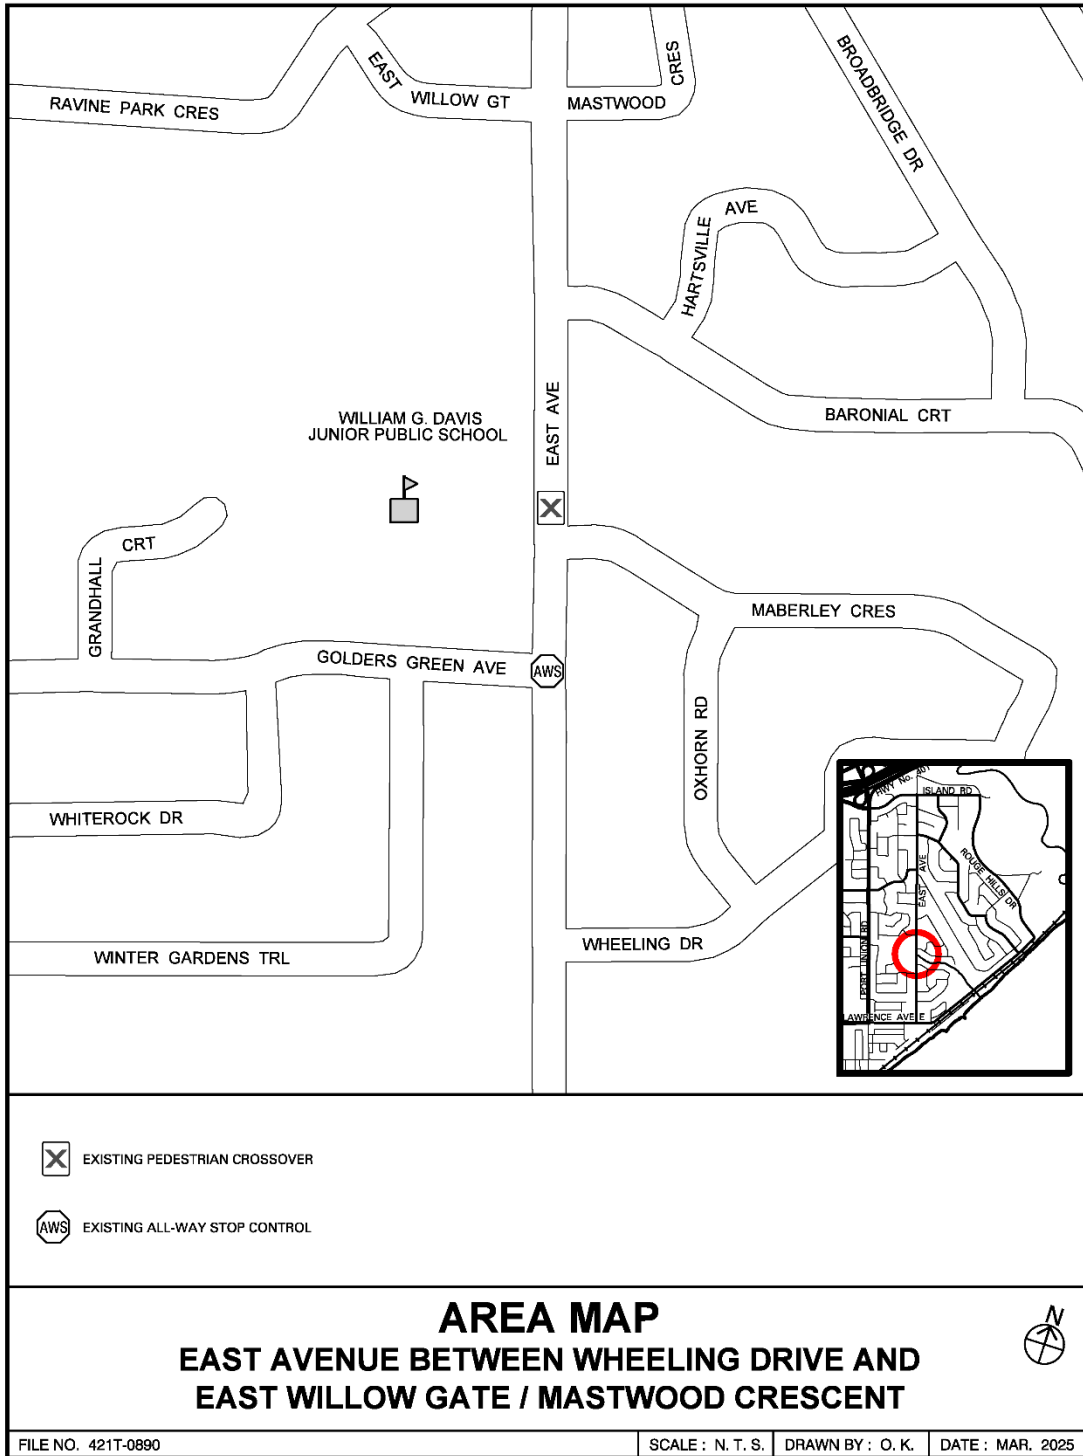 RAVINE PARK CRES
EAST
WILLOW GT
MASTWOOD
CRES
BROADBRIDGE DR
HARTSVILLE
AVE
BARONIAL CRT
EAST AVE
WILLIAM G. DAVIS
JUNIOR PUBLIC SCHOOL
X
GRANDHALL
CRT
MABERLEY CRES
GOLDERS GREEN AVE
AWS
OXHORN RD
WHITEROCK DR
WINTER GARDENS TRL
WHEELING DR
HWY No. 401
ISLAND RD
EAST AVE
ROUGE HILLS DR
PORT UNION RD
LAWRENCE AVE E
X EXISTING PEDESTRIAN CROSSOVER
AWS EXISTING ALL-WAY STOP CONTROL
AREA MAP
EAST AVENUE BETWEEN WHEELING DRIVE AND
EAST WILLOW GATE / MASTWOOD CRESCENT
N
FILE NO. 421T-0890
SCALE : N. T. S.
DRAWN BY : O. K.
DATE : MAR. 2025